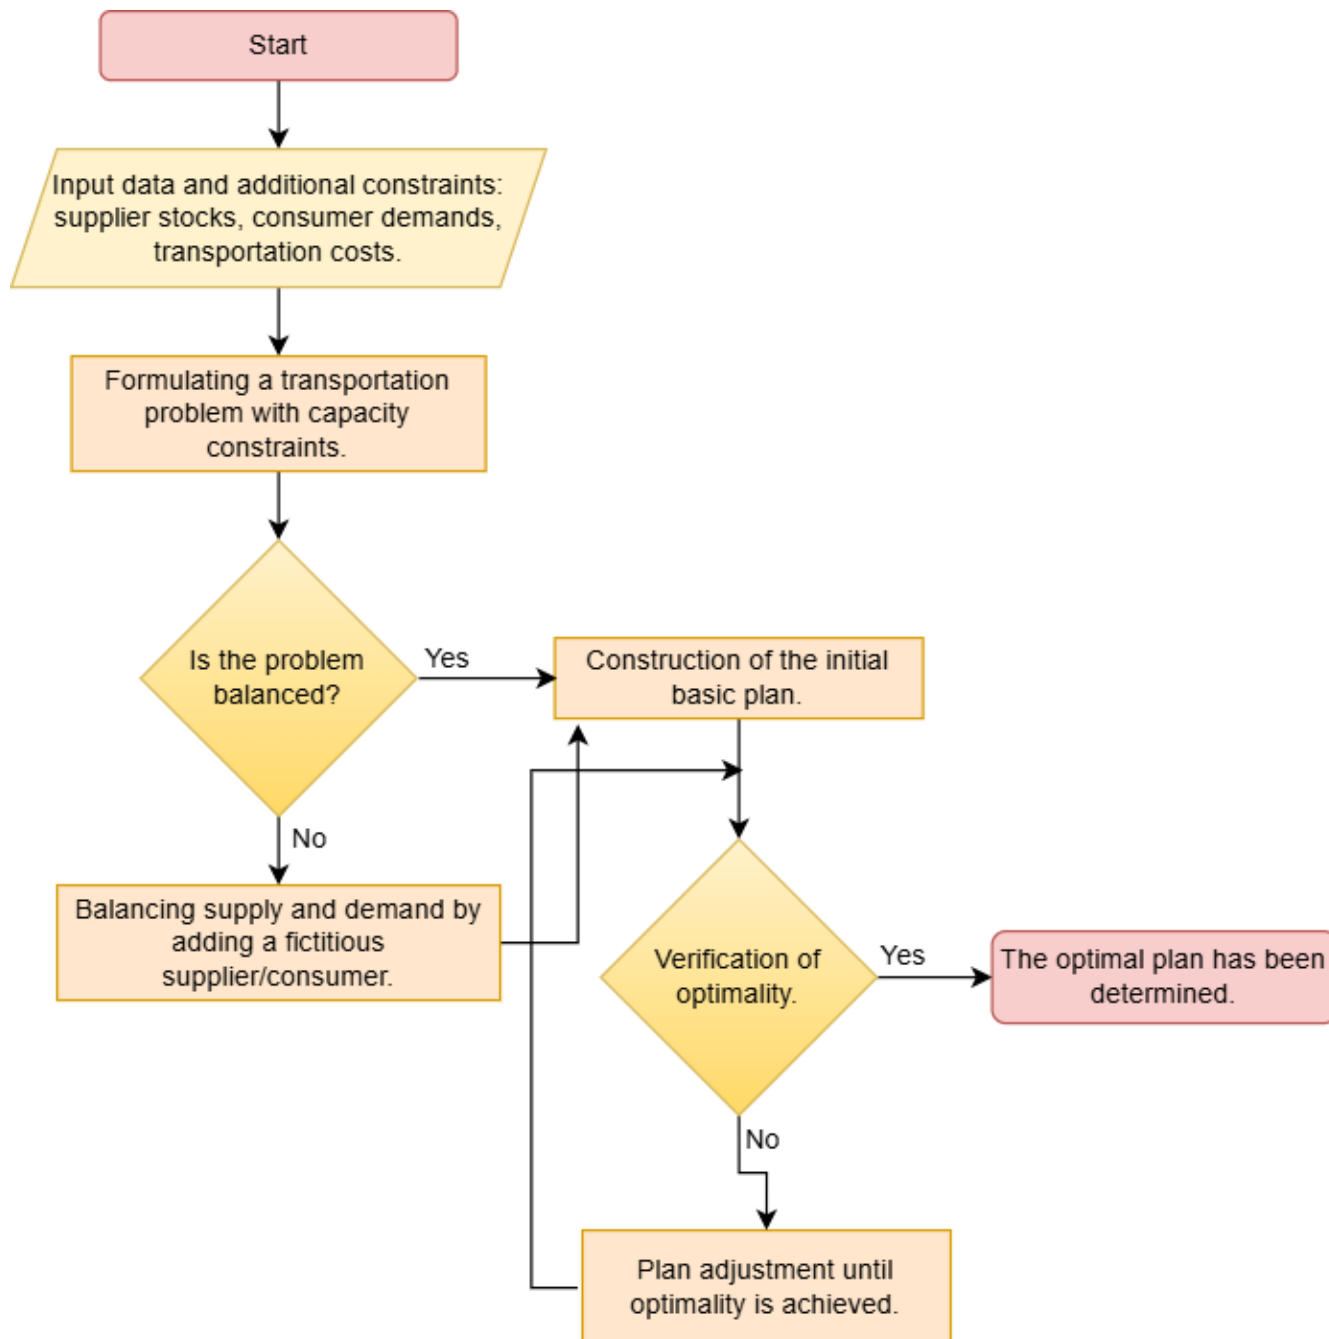 Start
Input data and additional constraints:
supplier stocks, consumer demands,
transportation costs.
Formulating a transportation
problem with capacity
constraints.
Is the problem
balanced?
Yes
Construction of the initial
basic plan.
No
Balancing supply and demand by
adding a fictitious
supplier/consumer.
Verification of
optimality.
Yes
The optimal plan has been
determined.
No
Plan adjustment until
optimality is achieved.